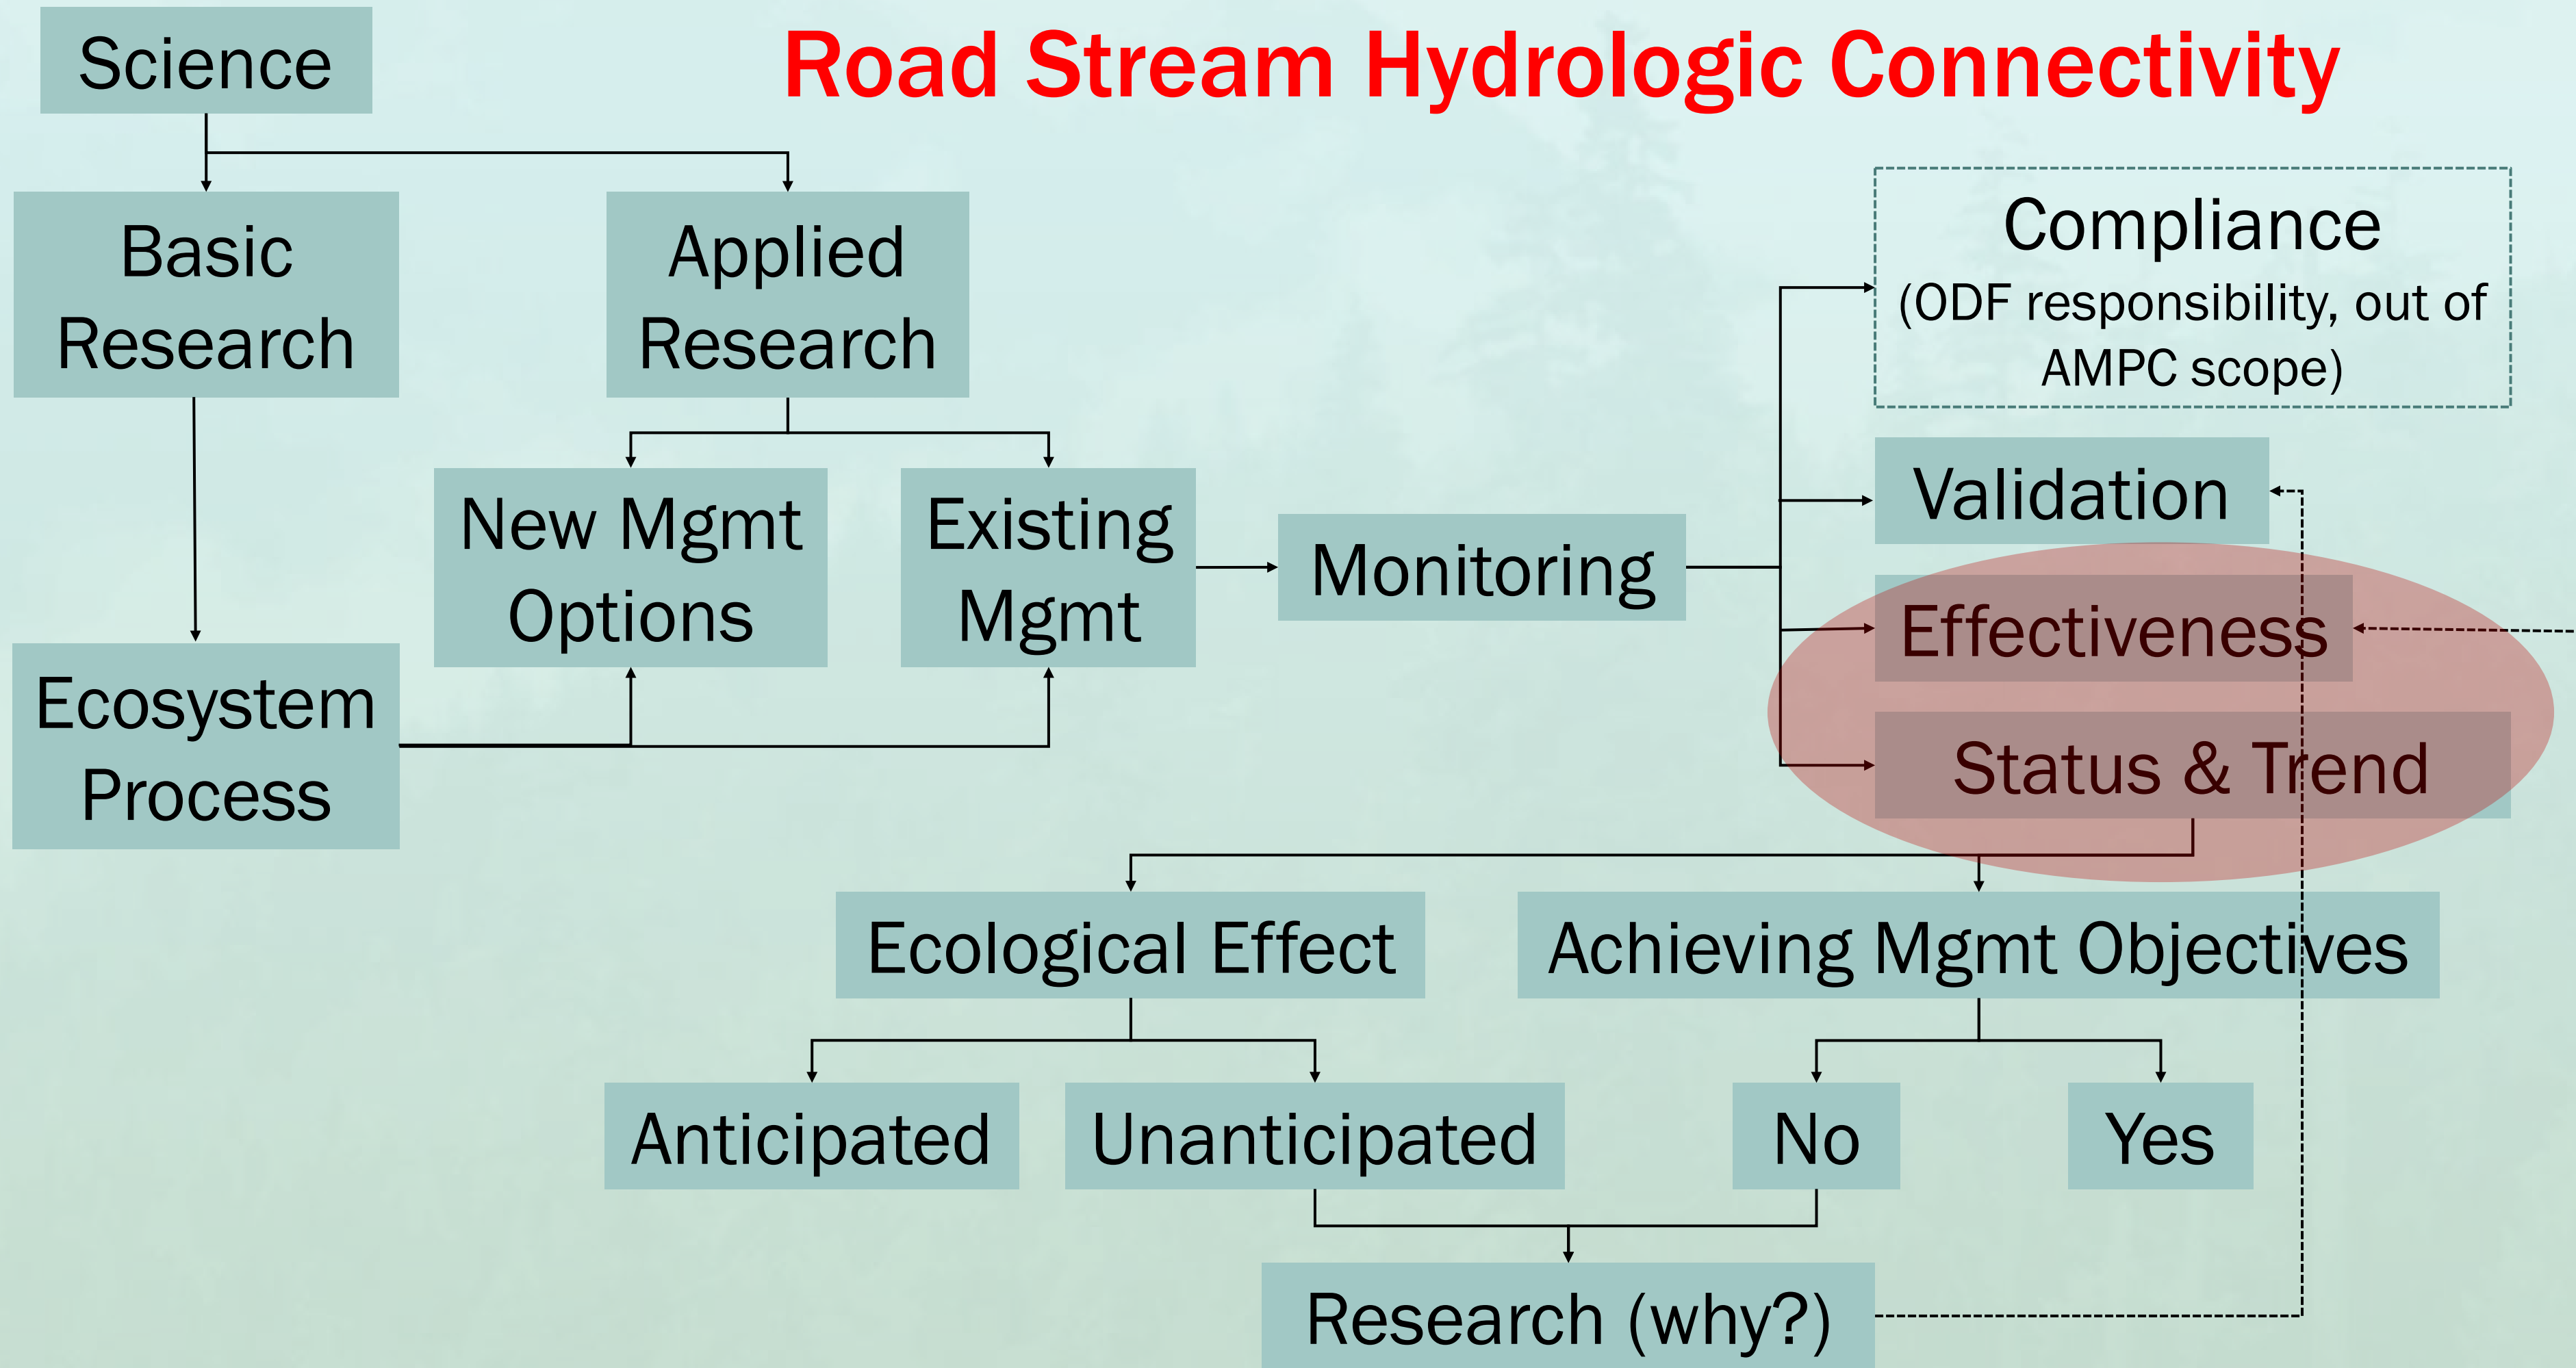 Science
Road Stream Hydrologic Connectivity
Basic
Research
Applied
Research
Compliance
(ODF responsibility, out of
AMPC scope)
New Mgmt
Options
Existing
Mgmt
Monitoring
Validation
Effectiveness
Status & Trend
Ecosystem
Process
Ecological Effect
Achieving Mgmt Objectives
Anticipated
Unanticipated
No
Yes
Research (why?)